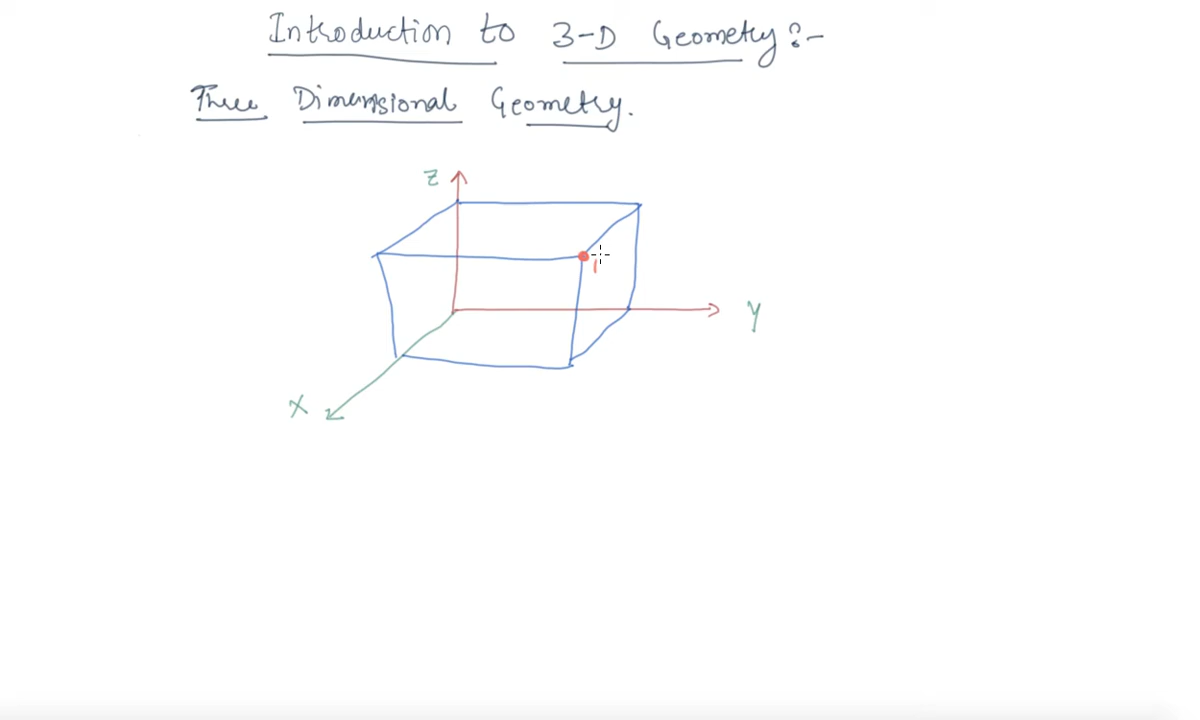 Introduction to 3-D Geometry :-
Three Dimensional Geometry.
Z
Y
X